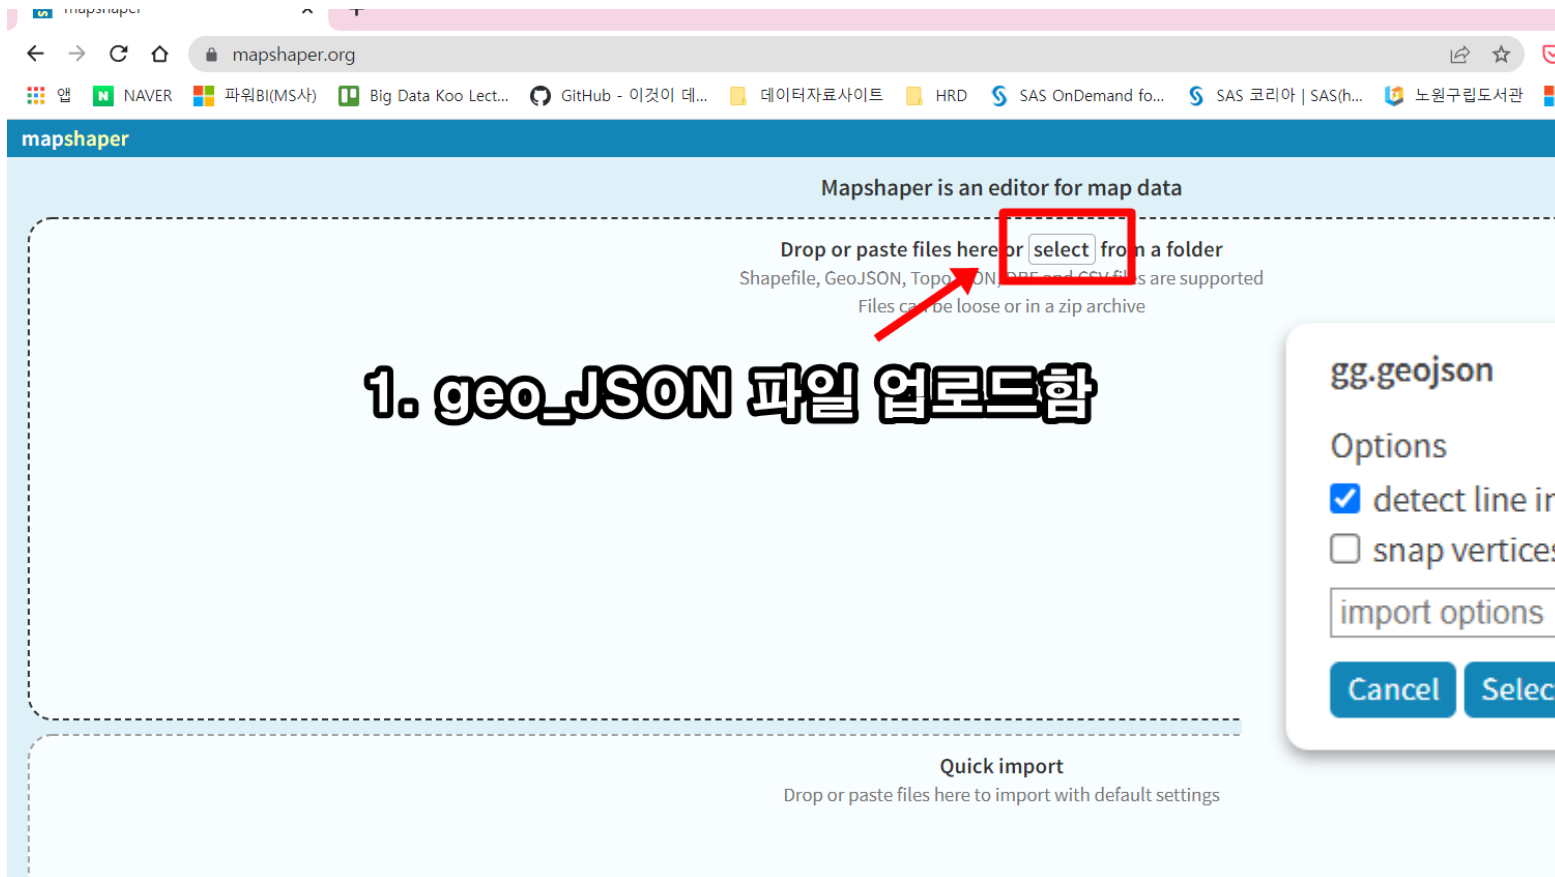 mapshaper
mapshaper.org
앱
NAVER
파워BI(MS사)
Big Data Koo Lect...
GitHub - 이것이 데...
데이터자료사이트
HRD
SAS OnDemand fo...
SAS 코리아 | SAS(h...
노원구립도서관
mapshaper
Mapshaper is an editor for map data
Drop or paste files here or select from a folder
Shapefile, GeoJSON, TopoJSON, DBF and CSV files are supported
Files can be loose or in a zip archive
1. geo_JSON 파일 업로드함
gg.geojson
Options
detect line in
snap vertices
import options
Cancel
Selec
Quick import
Drop or paste files here to import with default settings